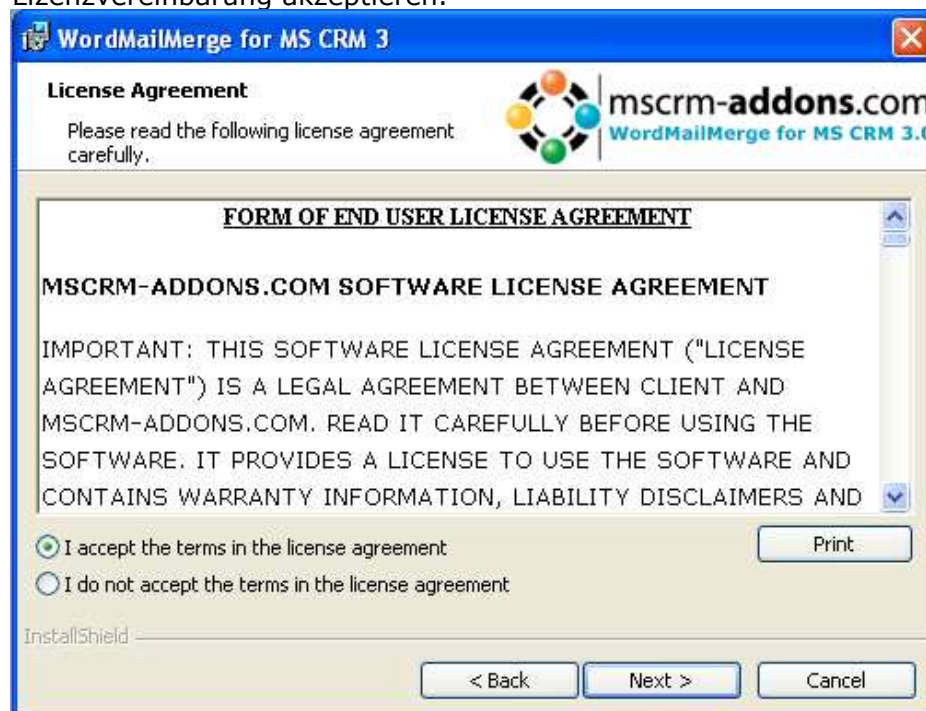 Lizenzvereinbarung akzeptieren:
WordMailMerge for MS CRM 3
License Agreement
Please read the following license agreement
carefully.
mscrm-addons.com
WordMailMerge for MS CRM 3.0
FORM OF END USER LICENSE AGREEMENT
MSCRM-ADDONS.COM SOFTWARE LICENSE AGREEMENT
IMPORTANT: THIS SOFTWARE LICENSE AGREEMENT ("LICENSE
AGREEMENT") IS A LEGAL AGREEMENT BETWEEN CLIENT AND
MSCRM-ADDONS.COM. READ IT CAREFULLY BEFORE USING THE
SOFTWARE. IT PROVIDES A LICENSE TO USE THE SOFTWARE AND
CONTAINS WARRANTY INFORMATION, LIABILITY DISCLAIMERS AND
I accept the terms in the license agreement
Print
I do not accept the terms in the license agreement
InstallShield
< Back
Next >
Cancel